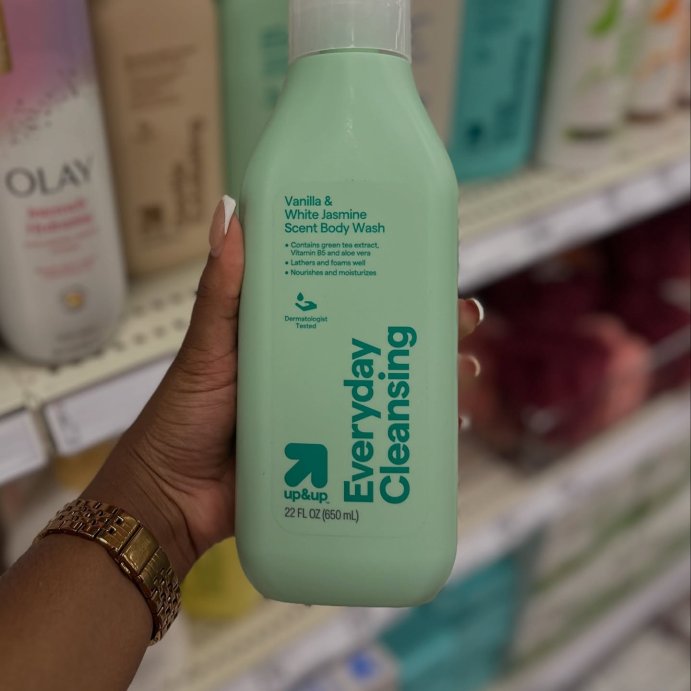 OLAY
Vanilla &
White Jasmine
Scent Body Wash
• Contains green tea extract,
Vitamin B5 and aloe vera
• Lathers and foams well
• Nourishes and moisturizes
Dermatologist
Tested
Everyday
Cleansing
up&up™
22 FL OZ (650 mL)